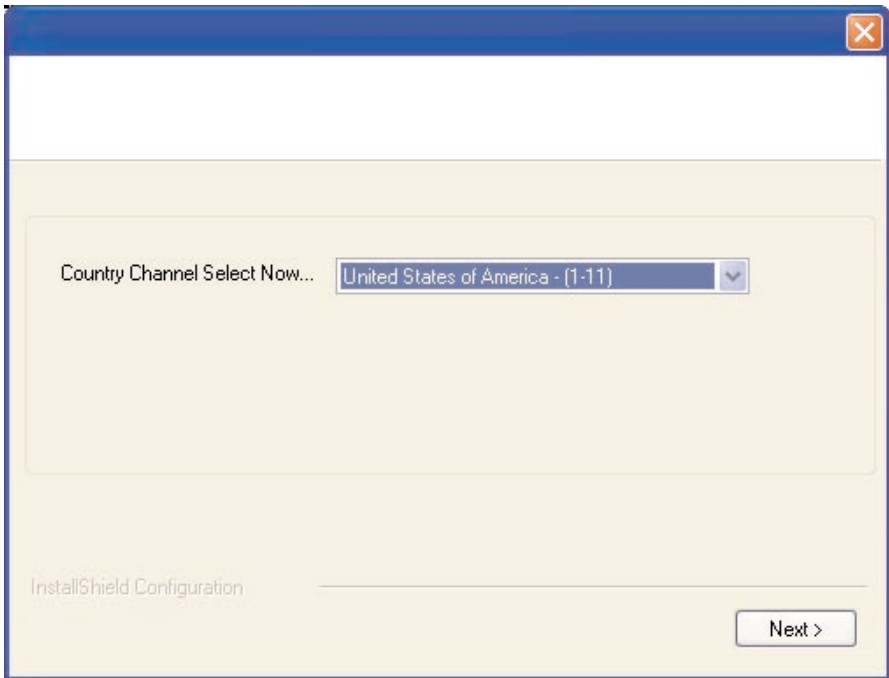 Country Channel Select Now...
United States of America - (1-11)
InstallShield Configuration
Next >